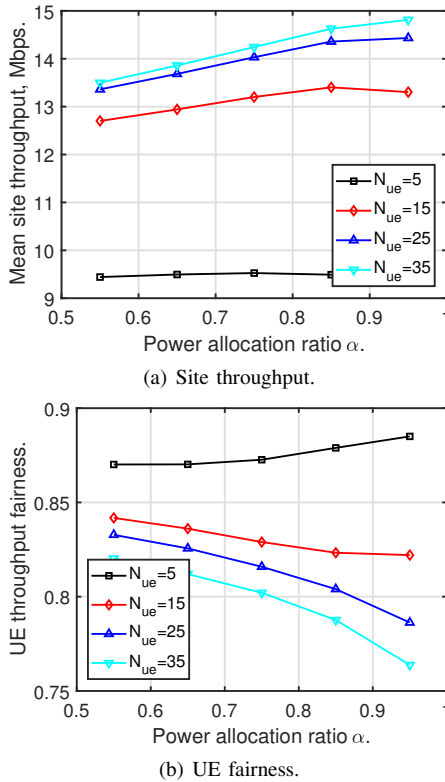 15
14
13
12
11
10
9
Mean site throughput, Mbps.
N_ue=5
N_ue=15
N_ue=25
N_ue=35
0.5
0.6
0.7
0.8
0.9
Power allocation ratio α.
(a) Site throughput.
0.9
0.85
0.8
0.75
UE throughput fairness.
N_ue=5
N_ue=15
N_ue=25
N_ue=35
0.5
0.6
0.7
0.8
0.9
Power allocation ratio α.
(b) UE fairness.